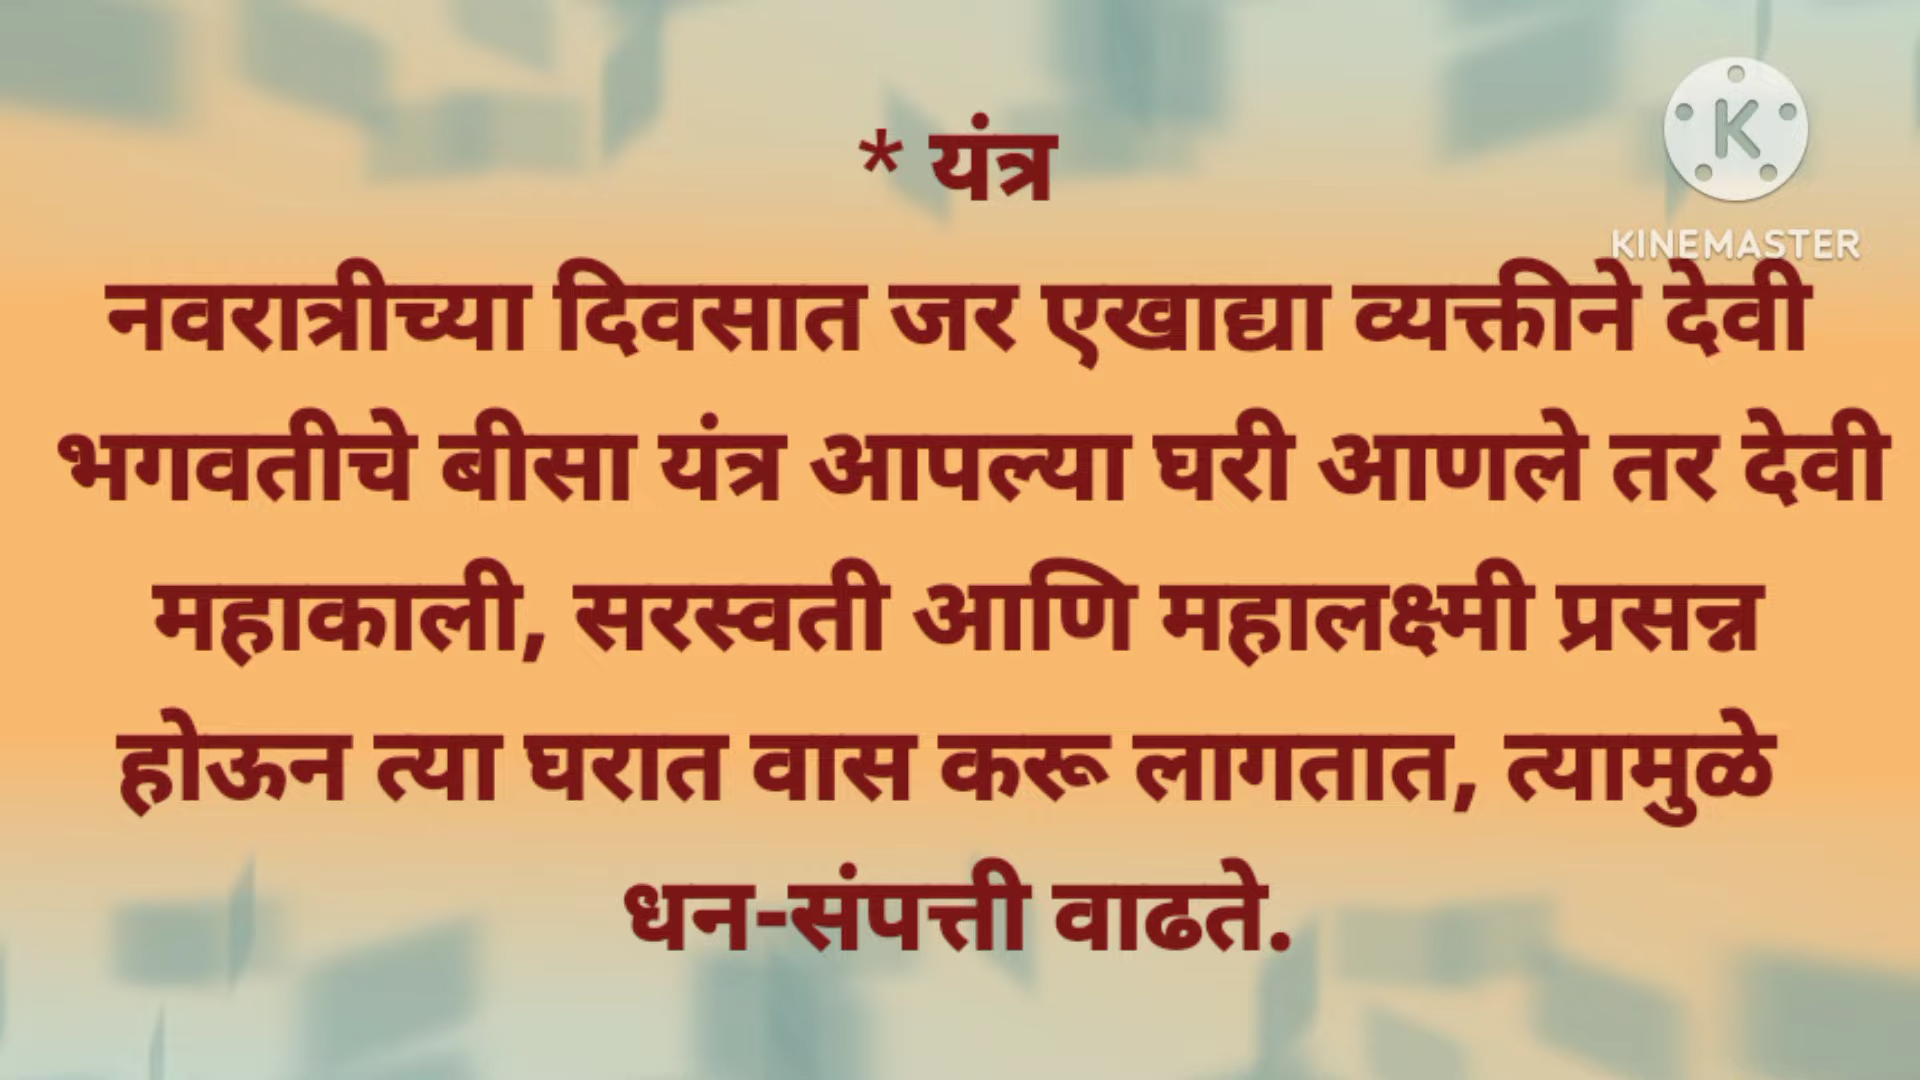 * यंत्र
KINEMASTER
नवरात्रीच्या दिवसात जर एखाद्या व्यक्तीने देवी
भगवतीचे बीसा यंत्र आपल्या घरी आणले तर देवी
महाकाली, सरस्वती आणि महालक्ष्मी प्रसन्न
होऊन त्या घरात वास करू लागतात, त्यामुळे
धन-संपत्ती वाढते.